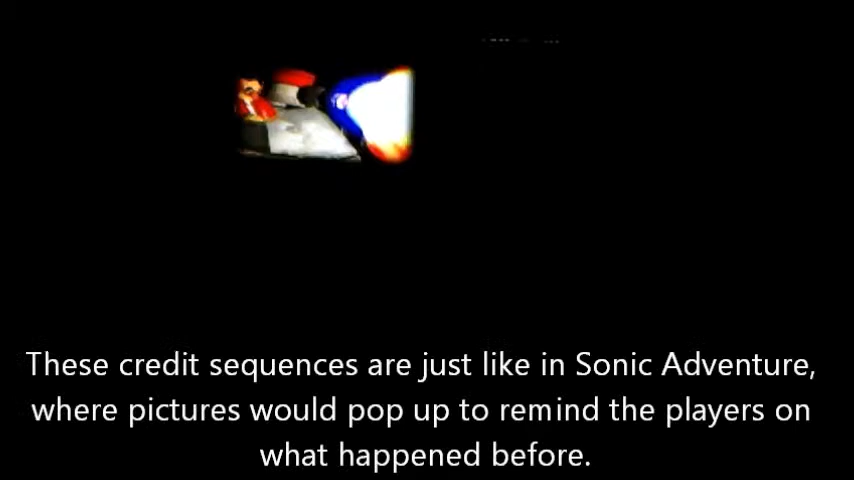 These credit sequences are just like in Sonic Adventure,
where pictures would pop up to remind the players on
what happened before.